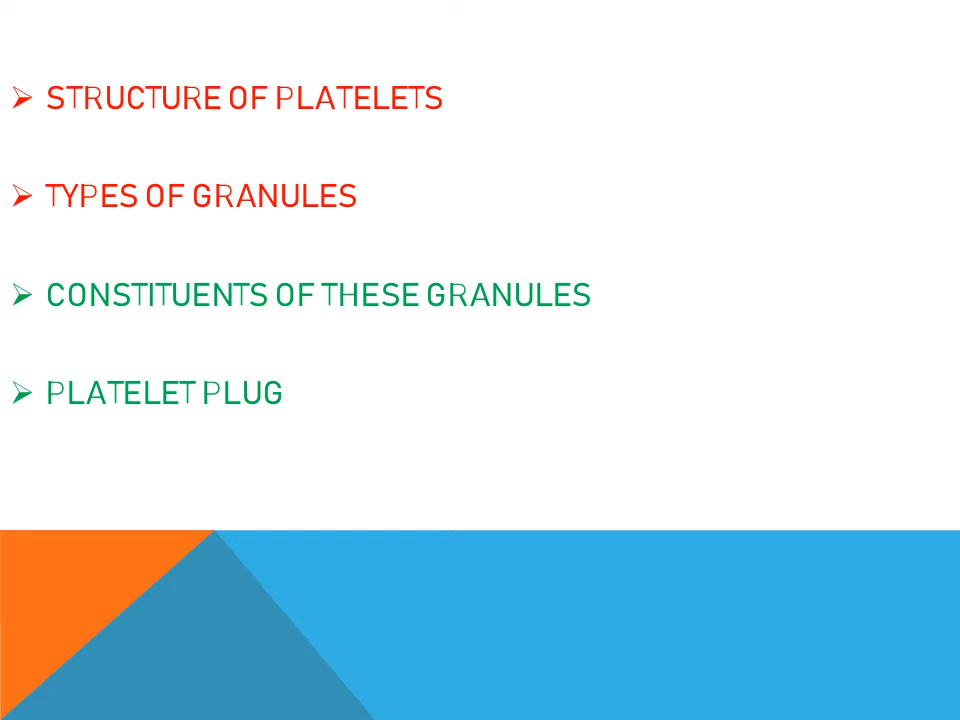 ➢ STRUCTURE OF PLATELETS
➢ TYPES OF GRANULES
➢ CONSTITUENTS OF THESE GRANULES
➢ PLATELET PLUG